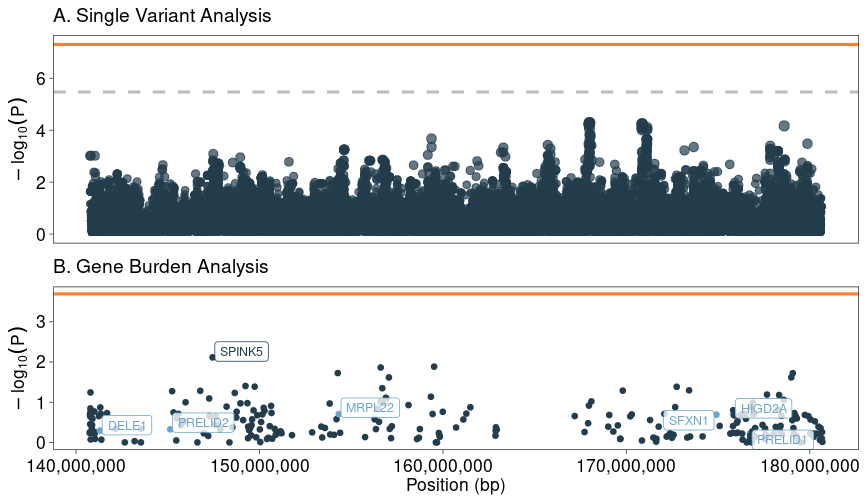 A. Single Variant Analysis
− log10(P)
6
4
2
0
B. Gene Burden Analysis
− log10(P)
3
2
1
0
SPINK5
MRPL22
HIGD2A
DELE1
PRELID2
SFXN1
PRELID1
140,000,000
150,000,000
160,000,000
170,000,000
180,000,000
Position (bp)